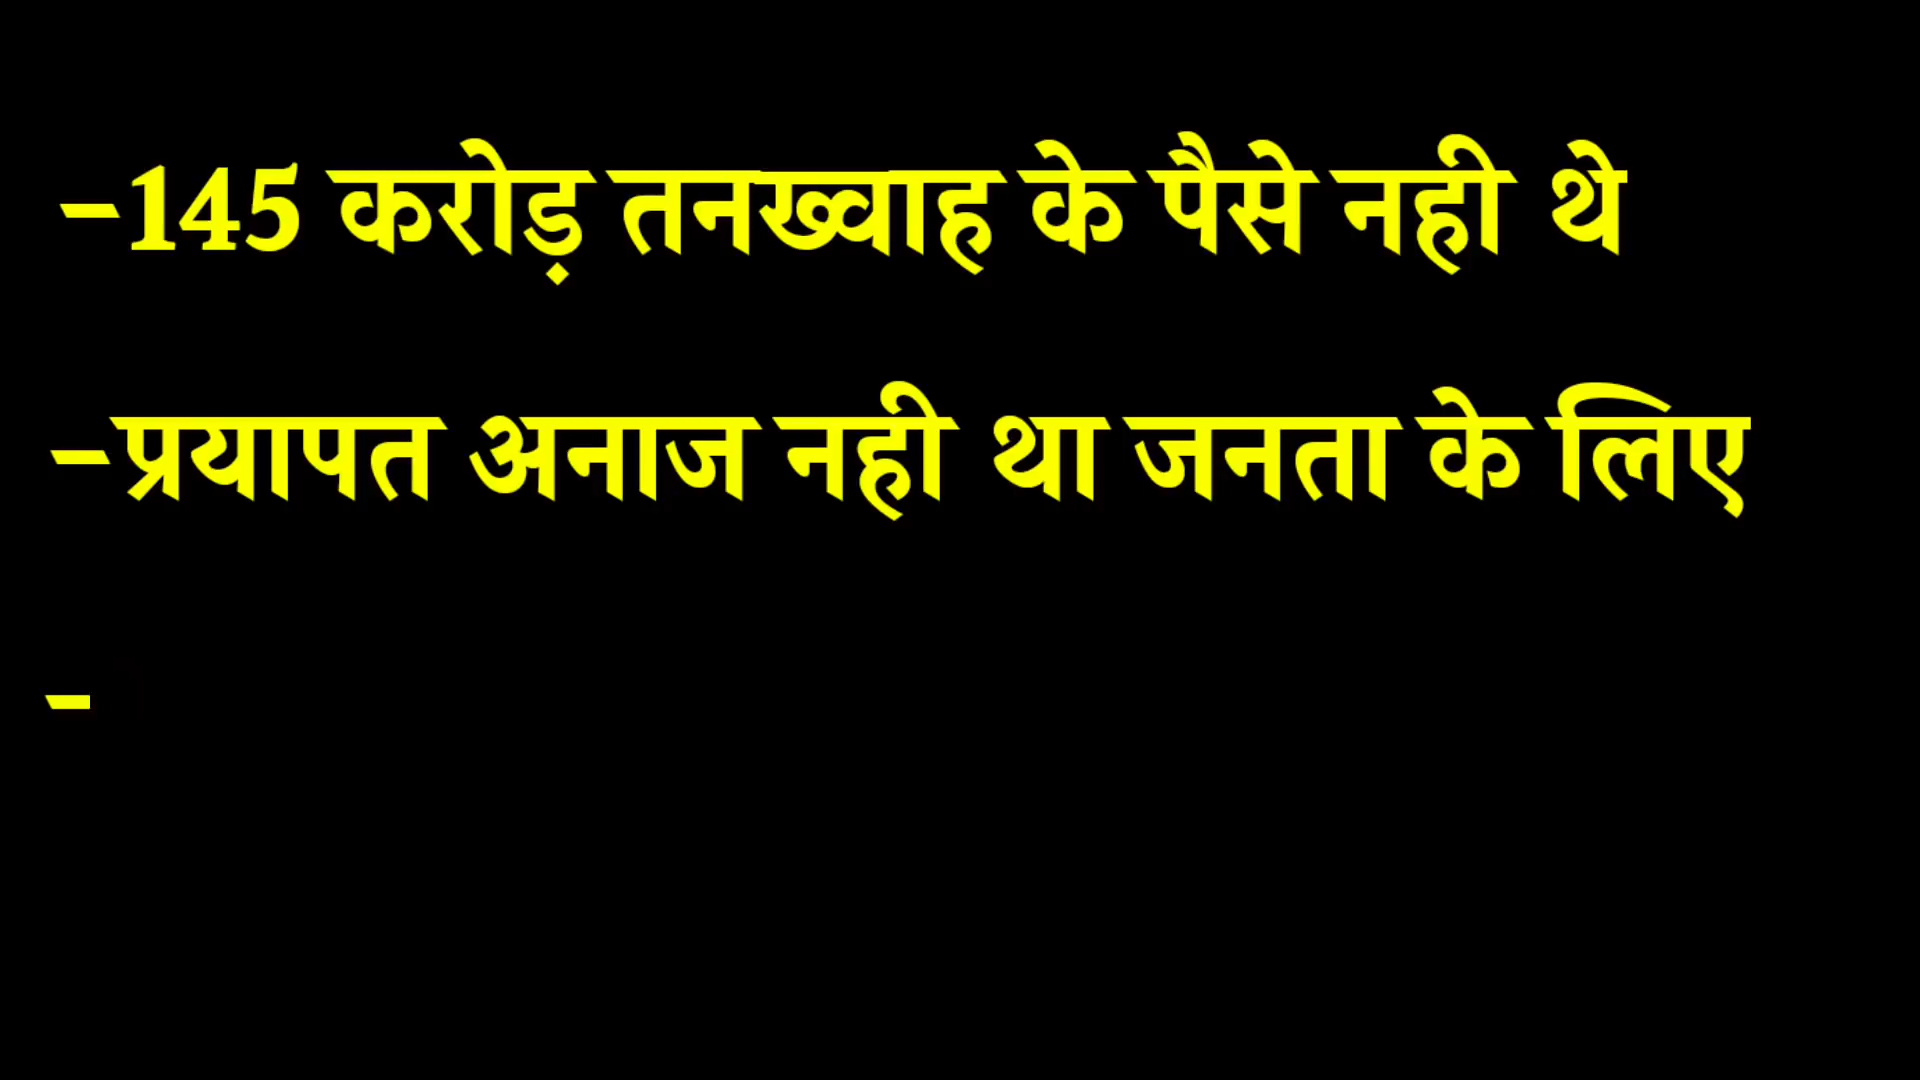 -145 करोड़ तनख्वाह के पैसे नही थे
-प्रयापत अनाज नही था जनता के लिए
-